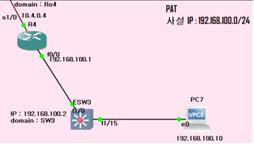 domain : Ro4
PAT
사설 IP : 192.168.100.0/24
10.4.0.4
s1/0
R4
f0/0
192.168.100.1
ESW3
IP : 192.168.100.2
domain : SW3
f1/0
f1/15
PC7
VPCS
e0
192.168.100.10